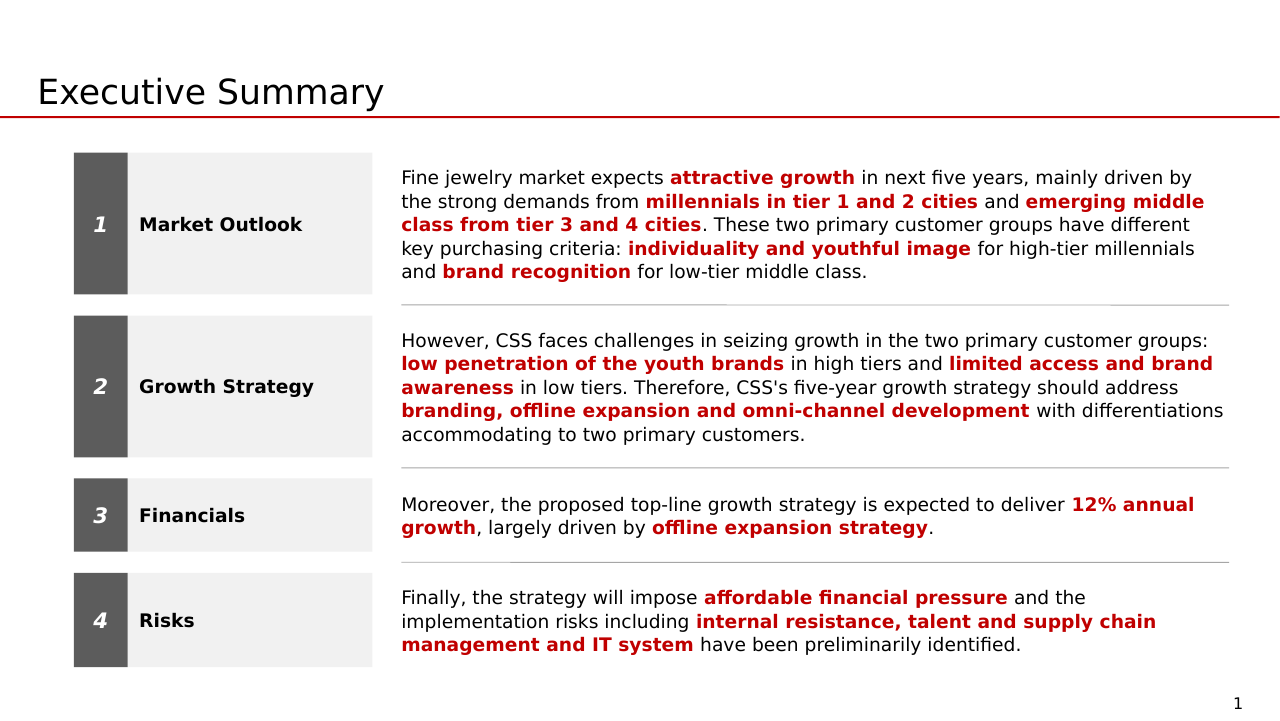 Executive Summary
1
Market Outlook
Fine jewelry market expects attractive growth in next five years, mainly driven by
the strong demands from millennials in tier 1 and 2 cities and emerging middle
class from tier 3 and 4 cities. These two primary customer groups have different
key purchasing criteria: individuality and youthful image for high-tier millennials
and brand recognition for low-tier middle class.
2
Growth Strategy
However, CSS faces challenges in seizing growth in the two primary customer groups:
low penetration of the youth brands in high tiers and limited access and brand
awareness in low tiers. Therefore, CSS's five-year growth strategy should address
branding, offline expansion and omni-channel development with differentiations
accommodating to two primary customers.
3
Financials
Moreover, the proposed top-line growth strategy is expected to deliver 12% annual
growth, largely driven by offline expansion strategy.
4
Risks
Finally, the strategy will impose affordable financial pressure and the
implementation risks including internal resistance, talent and supply chain
management and IT system have been preliminarily identified.
1